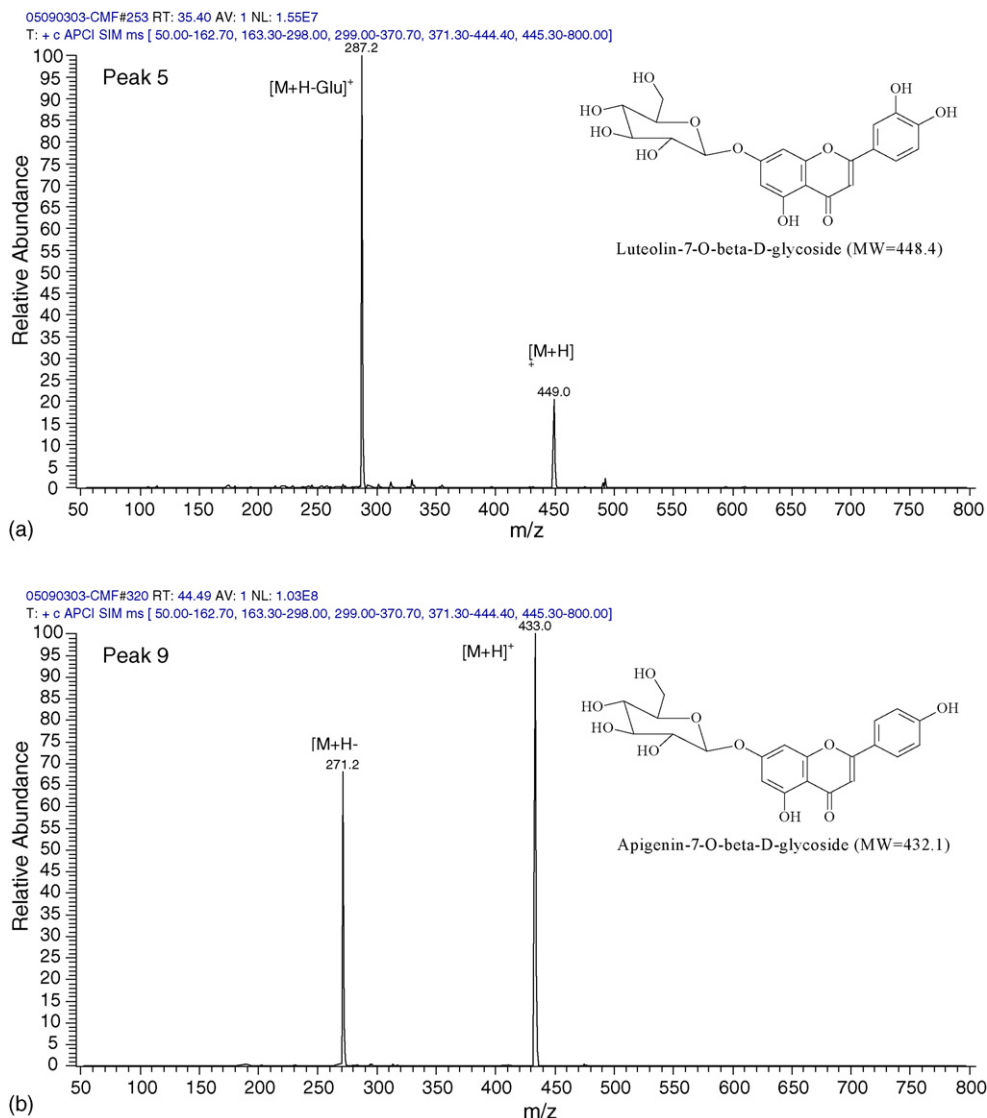 05090303-CMF#253 RT: 35.40 AV: 1 NL: 1.55E7
T: + c APCI SIM ms [ 50.00-162.70, 163.30-298.00, 299.00-370.70, 371.30-444.40, 445.30-800.00]
287.2
100
95
90
85
80
75
70
65
60
55
50
45
40
35
30
25
20
15
10
5
0
Relative Abundance
Peak 5
[M+H-Glu]+
HO
HO
HO
HO
O
O
O
OH
OH
OH
O
Luteolin-7-O-beta-D-glycoside (MW=448.4)
[M+H]
+
449.0
50 100 150 200 250 300 350 400 450 500 550 600 650 700 750 800
m/z
(a)
05090303-CMF#320 RT: 44.49 AV: 1 NL: 1.03E8
T: + c APCI SIM ms [ 50.00-162.70, 163.30-298.00, 299.00-370.70, 371.30-444.40, 445.30-800.00]
433.0
100
95
90
85
80
75
70
65
60
55
50
45
40
35
30
25
20
15
10
5
0
Relative Abundance
Peak 9
[M+H]+
[M+H-
271.2
HO
HO
HO
HO
O
O
O
OH
OH
O
Apigenin-7-O-beta-D-glycoside (MW=432.1)
50 100 150 200 250 300 350 400 450 500 550 600 650 700 750 800
m/z
(b)